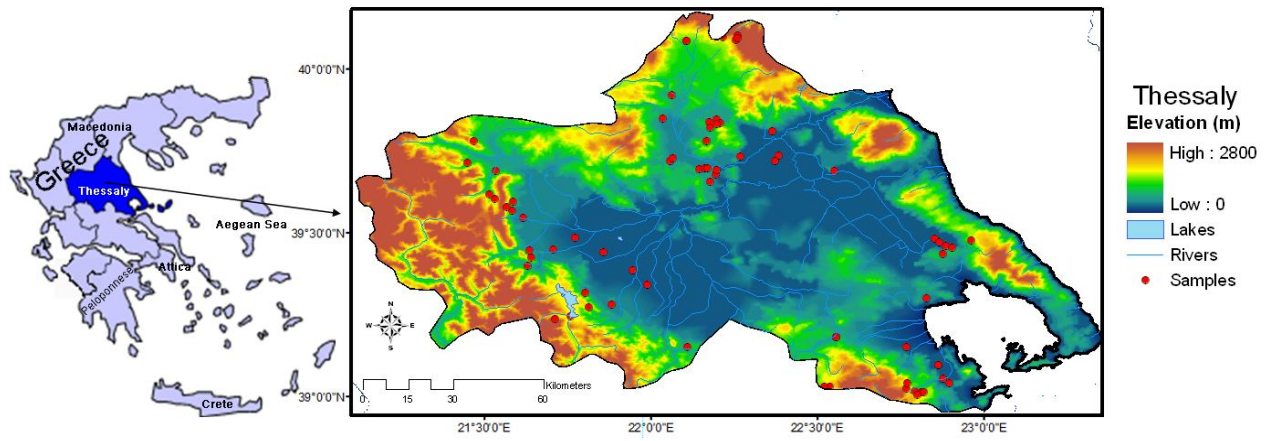 Macedonia
Greece
Thessaly
Aegean Sea
Attica
Peloponnese
Crete
40°0'0"N
39°30'0"N
39°0'0"N
N
W E
S
Kilometers
0 15 30 60
21°30'0"E
22°0'0"E
22°30'0"E
23°0'0"E
Thessaly
Elevation (m)
High : 2800
Low : 0
Lakes
Rivers
Samples